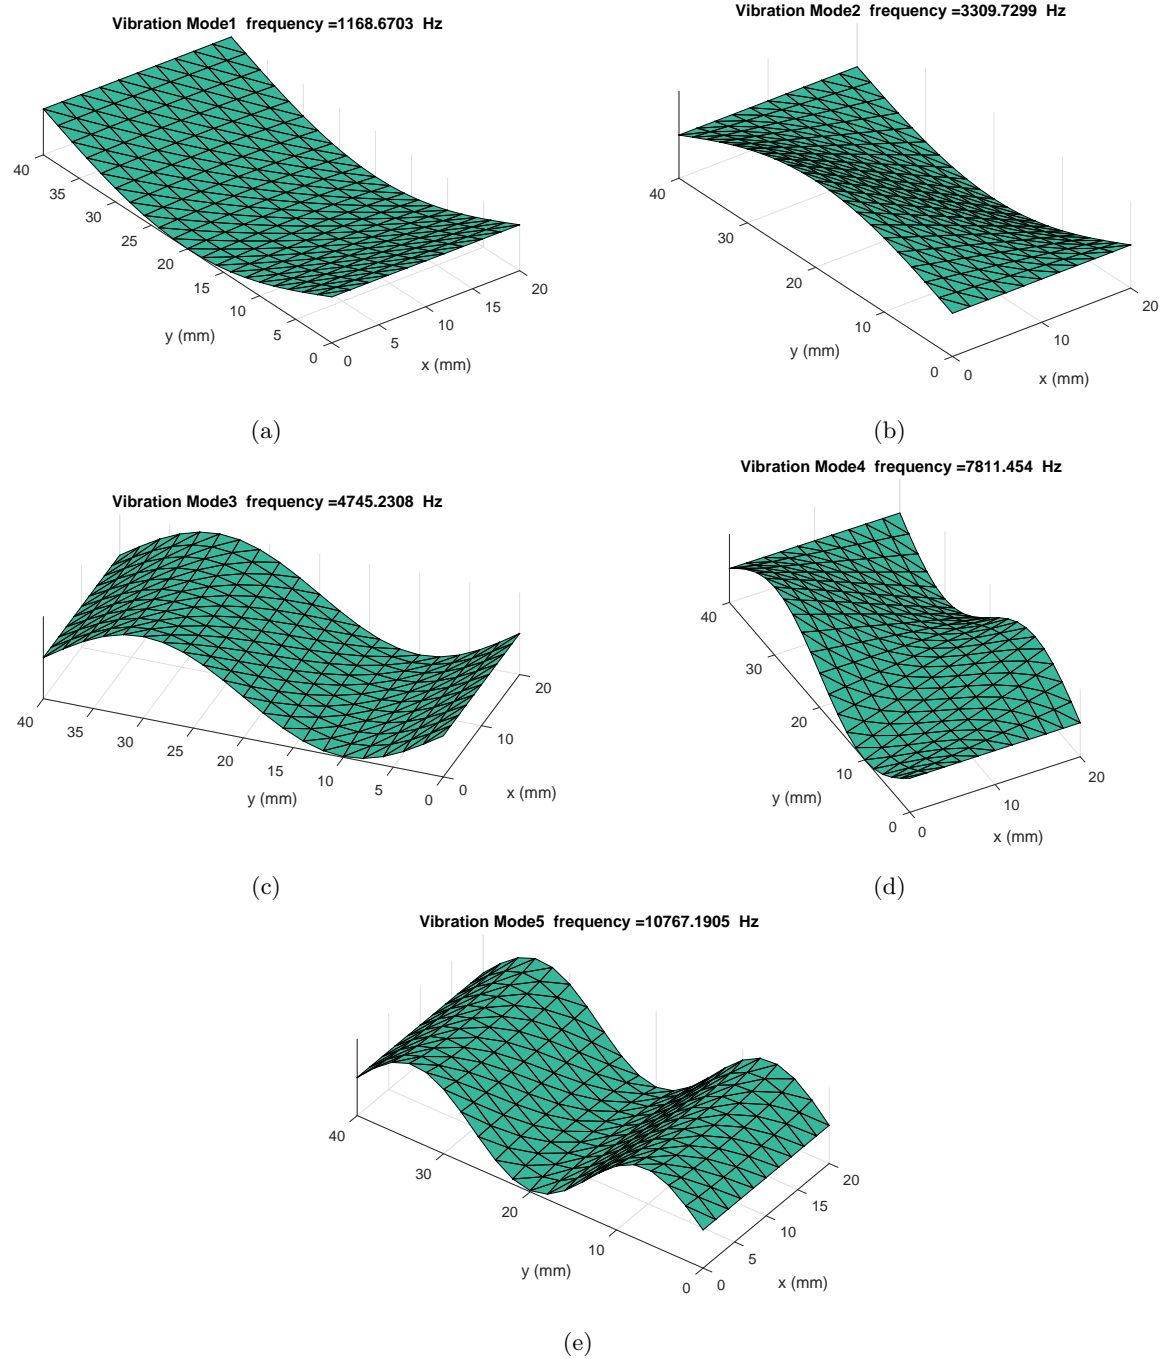 Vibration Mode1 frequency =1168.6703 Hz
40
35
30
25
20
15
10
5
0
y (mm)
0
5
10
15
20
x (mm)
(a)
Vibration Mode2 frequency =3309.7299 Hz
40
30
20
10
0
y (mm)
0
10
20
x (mm)
(b)
Vibration Mode3 frequency =4745.2308 Hz
40
35
30
25
20
15
10
5
0
y (mm)
0
10
20
x (mm)
(c)
Vibration Mode4 frequency =7811.454 Hz
40
30
20
10
0
y (mm)
0
10
20
x (mm)
(d)
Vibration Mode5 frequency =10767.1905 Hz
40
30
20
10
0
y (mm)
0
5
10
15
20
x (mm)
(e)